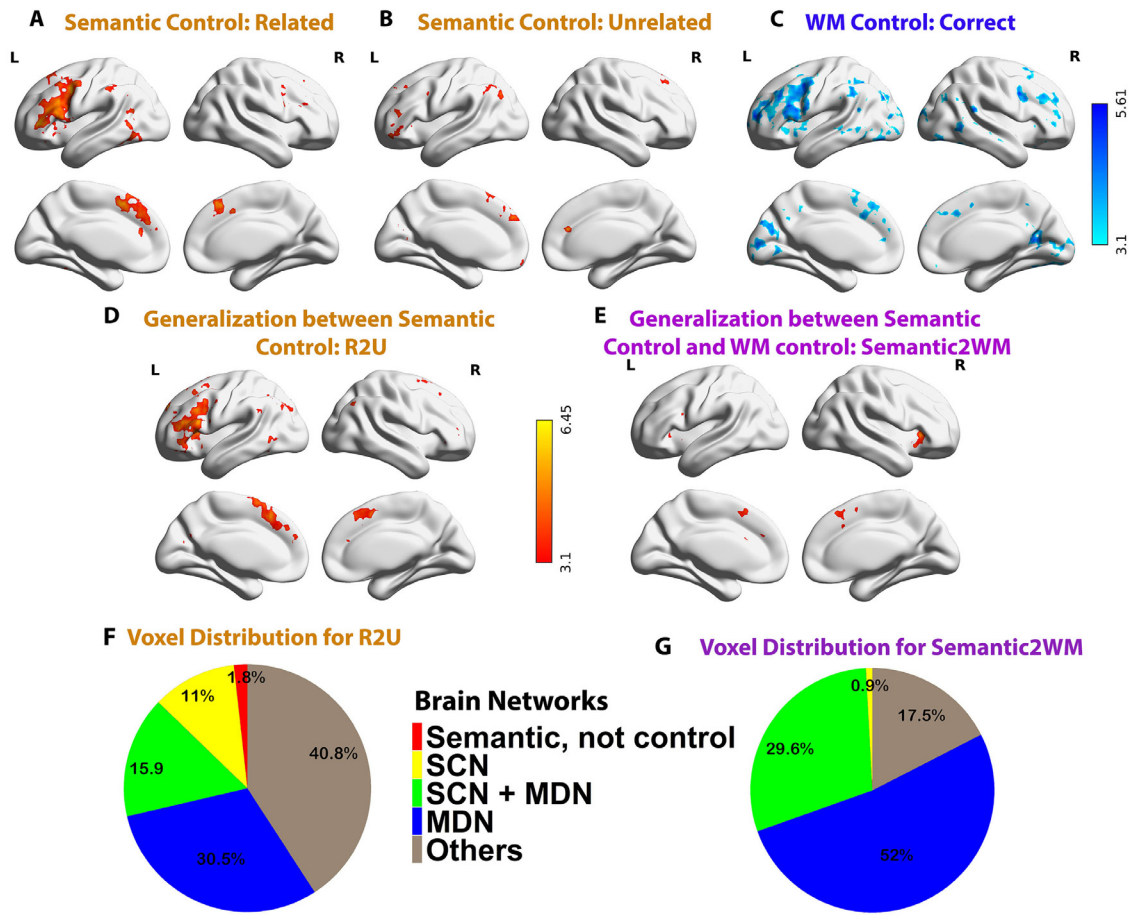 A Semantic Control: Related
B Semantic Control: Unrelated
C WM Control: Correct
L
R
L
R
L
R
5.61
3.1
D Generalization between Semantic
Control: R2U
E Generalization between Semantic
Control and WM control: Semantic2WM
L
R
6.45
3.1
L
R
F Voxel Distribution for R2U
1.8%
11%
15.9
40.8%
30.5%
Brain Networks
Semantic, not control
SCN
SCN + MDN
MDN
Others
G Voxel Distribution for Semantic2WM
0.9%
17.5%
29.6%
52%